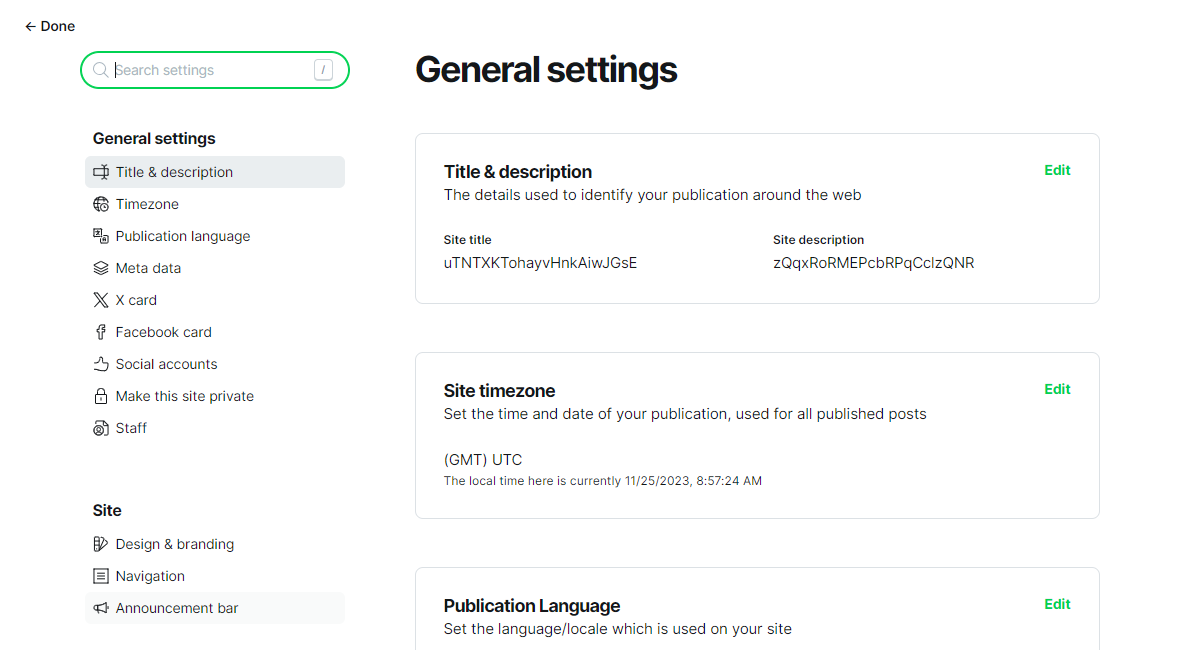 Done
Search settings /
General settings
Title & description
Timezone
Publication language
Meta data
X card
Facebook card
Social accounts
Make this site private
Staff
Site
Design & branding
Navigation
Announcement bar
General settings
Title & description
Edit
The details used to identify your publication around the web
Site title
uTNTXKTohayvHnkAiwJGsE
Site description
zQqxRoRMEPcbRPqCclzQNR
Site timezone
Edit
Set the time and date of your publication, used for all published posts
(GMT) UTC
The local time here is currently 11/25/2023, 8:57:24 AM
Publication Language
Edit
Set the language/locale which is used on your site